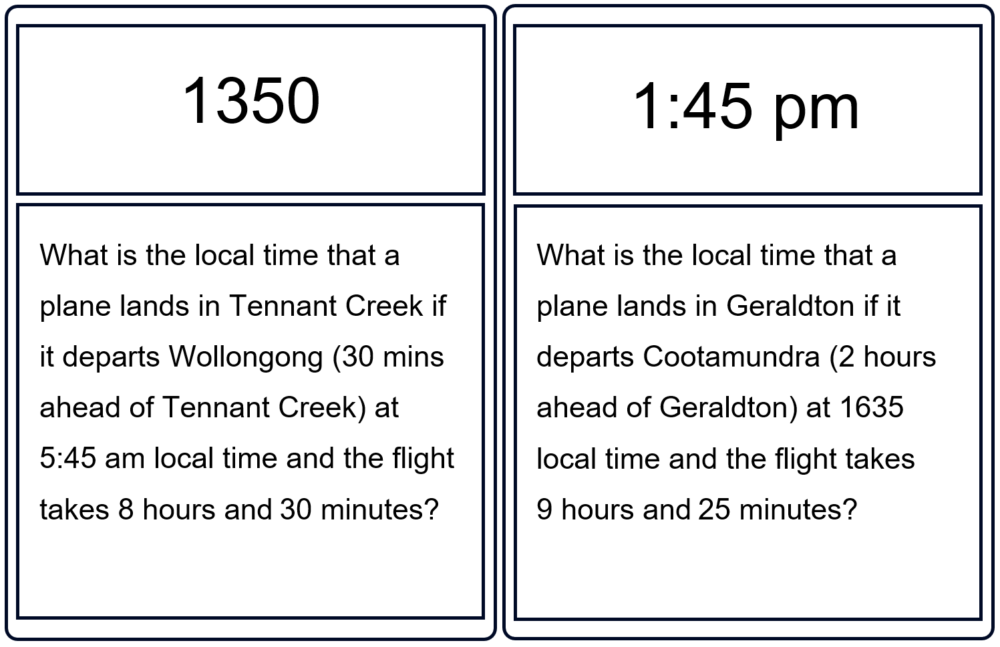 1350
What is the local time that a
plane lands in Tennant Creek if
it departs Wollongong (30 mins
ahead of Tennant Creek) at
5:45 am local time and the flight
takes 8 hours and 30 minutes?
1:45 pm
What is the local time that a
plane lands in Geraldton if it
departs Cootamundra (2 hours
ahead of Geraldton) at 1635
local time and the flight takes
9 hours and 25 minutes?